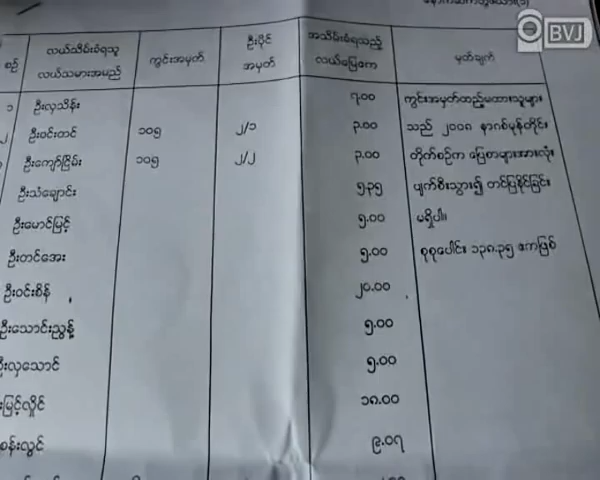 BVJ
စဉ် လယ်သိမ်းခံရသူ လယ်သမားအမည် ကွင်းအမှတ် ဦးပိုင် အမှတ် အသိမ်းခံရသည့် လယ်မြေဧက မှတ်ချက်
၁ ဦးလှသိန်း ၇.၀၀ ကွင်းအမှတ်ထည့်မထားသူများ
၂ ဦးဝင်းတင် ၁၀၅ ၂/၁ ၃.၀၀ သည် ၂၀၀၈ နာဂစ်မုန်တိုင်း
ဦးကျော်ငြိမ်း ၁၀၅ ၂/၂ ၃.၀၀ တိုက်စဉ်က မြေစာများအားလုံး
ဦးသံချောင်း ၅.၃၅ ပျက်စီးသွား၍ တင်ပြနိုင်ခြင်း
ဦးမောင်မြင့် ၅.၀၀ မရှိပါ။
ဦးတင်အေး ၅.၀၀ စုစုပေါင်း ၁၃၈.၃၅ ဧကဖြစ်
ဦးဝင်းစိန် ၂၀.၀၀
ဦးသောင်းညွန့် ၅.၀၀
ဦးလှသောင် ၅.၀၀
မြင့်လှိုင် ၁၈.၀၀
စန်းလွင် ၉.၀၇